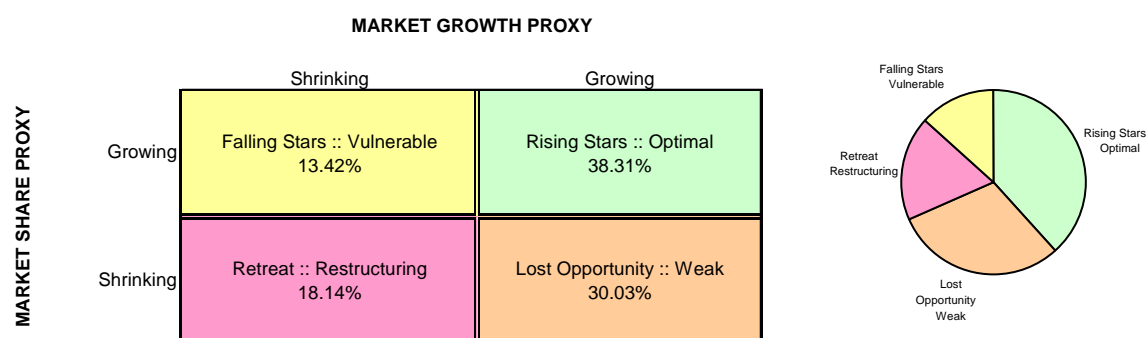 MARKET GROWTH PROXY
Shrinking
Growing
MARKET SHARE PROXY
Growing
Falling Stars :: Vulnerable
13.42%
Rising Stars :: Optimal
38.31%
Shrinking
Retreat :: Restructuring
18.14%
Lost Opportunity :: Weak
30.03%
Falling Stars
Vulnerable
Rising Stars
Optimal
Retreat
Restructuring
Lost
Opportunity
Weak